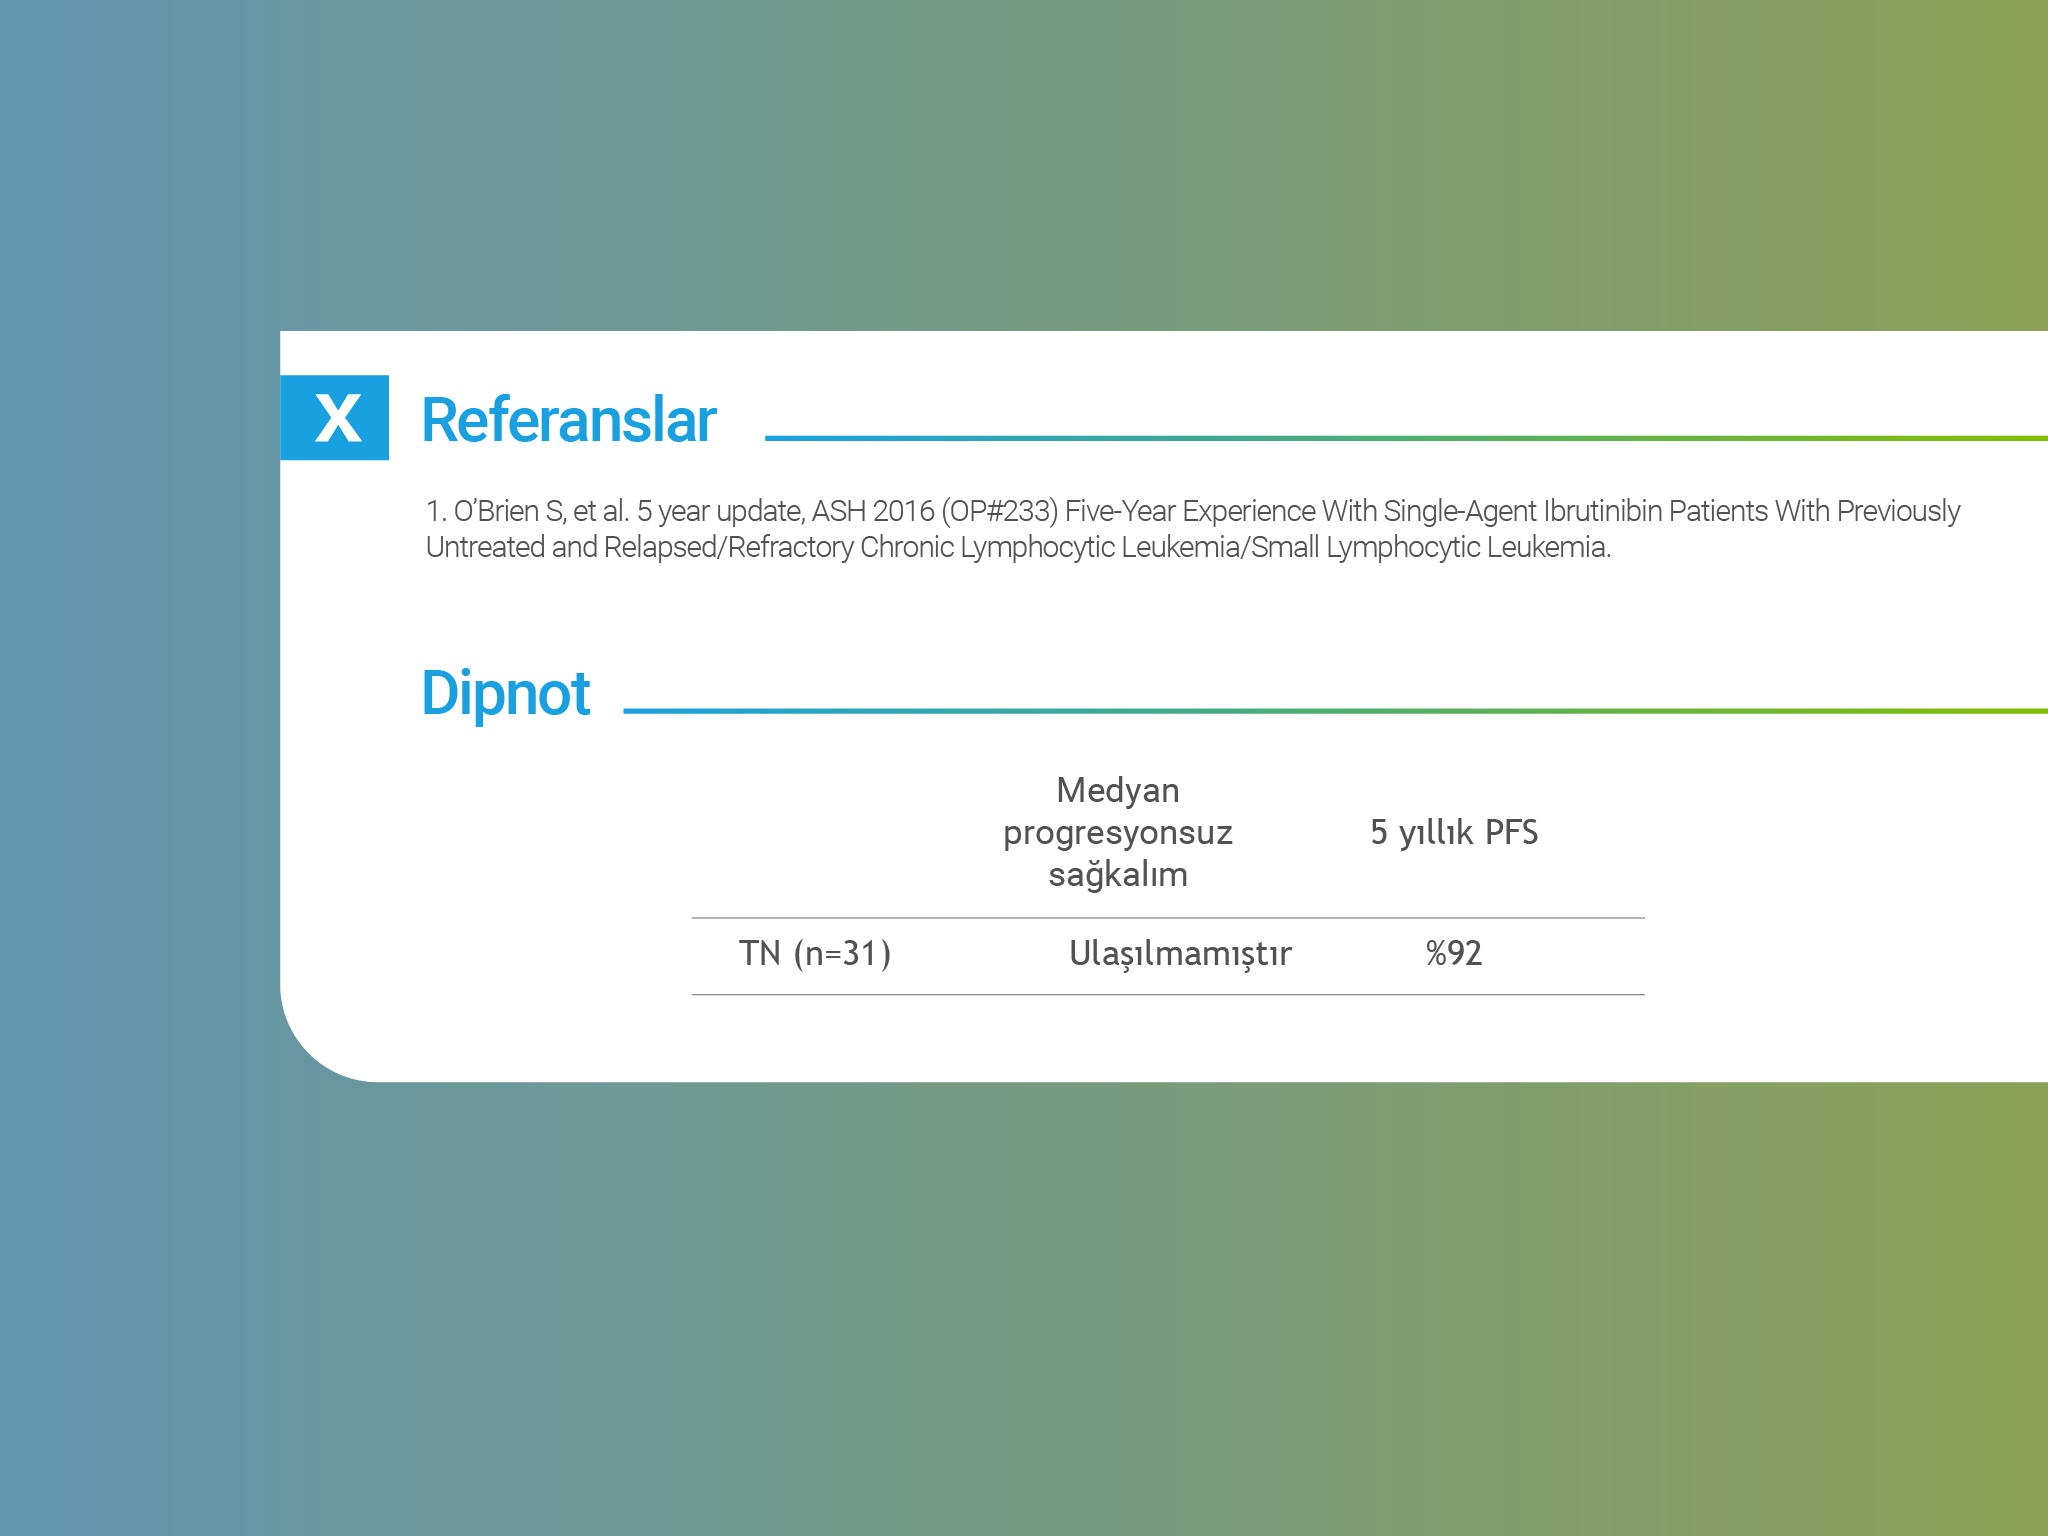 X Referanslar
1. O’Brien S, et al. 5 year update, ASH 2016 (OP#233) Five-Year Experience With Single-Agent Ibrutinibin Patients With Previously
Untreated and Relapsed/Refractory Chronic Lymphocytic Leukemia/Small Lymphocytic Leukemia.
Dipnot
Medyan
progresyonsuz
sağkalım
5 yıllık PFS
TN (n=31) Ulaşılmamıştır %92